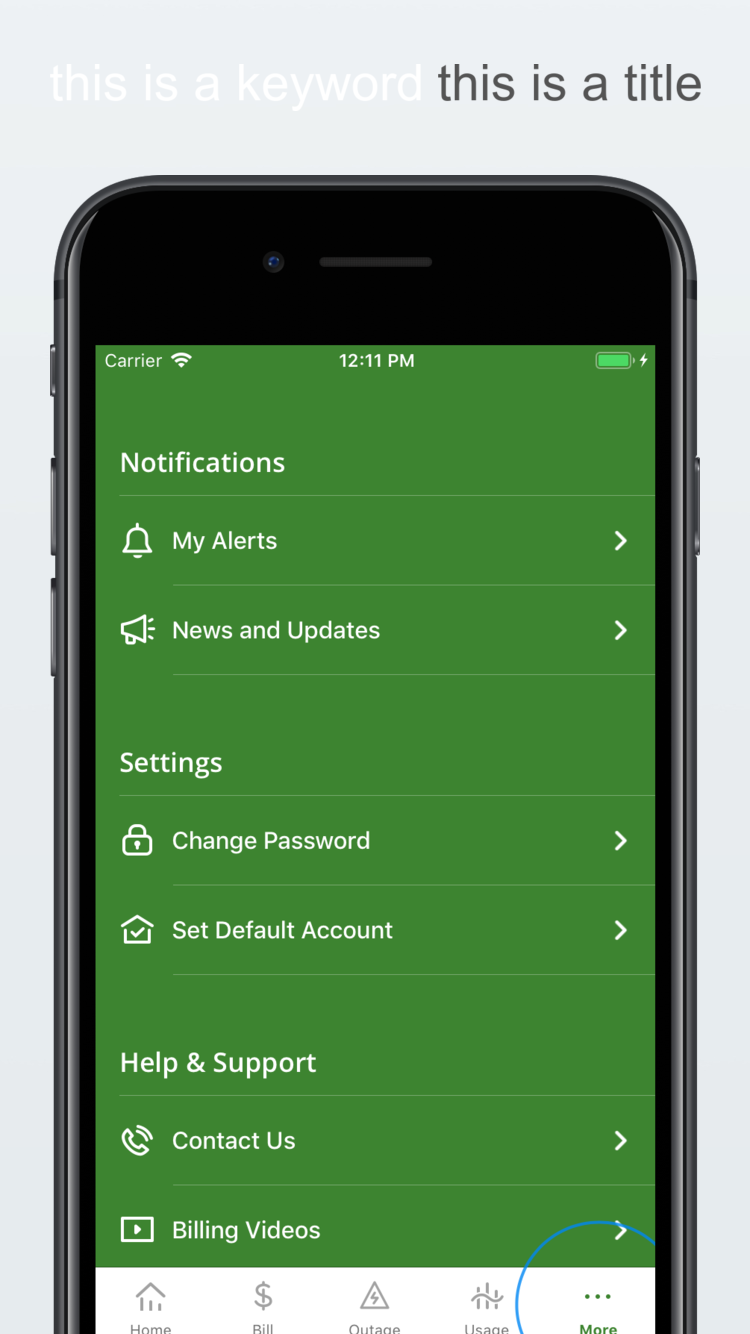 this is a keyword this is a title
Carrier 12:11 PM
Notifications
My Alerts
News and Updates
Settings
Change Password
Set Default Account
Help & Support
Contact Us
Billing Videos
Home Bill Outage Usage More